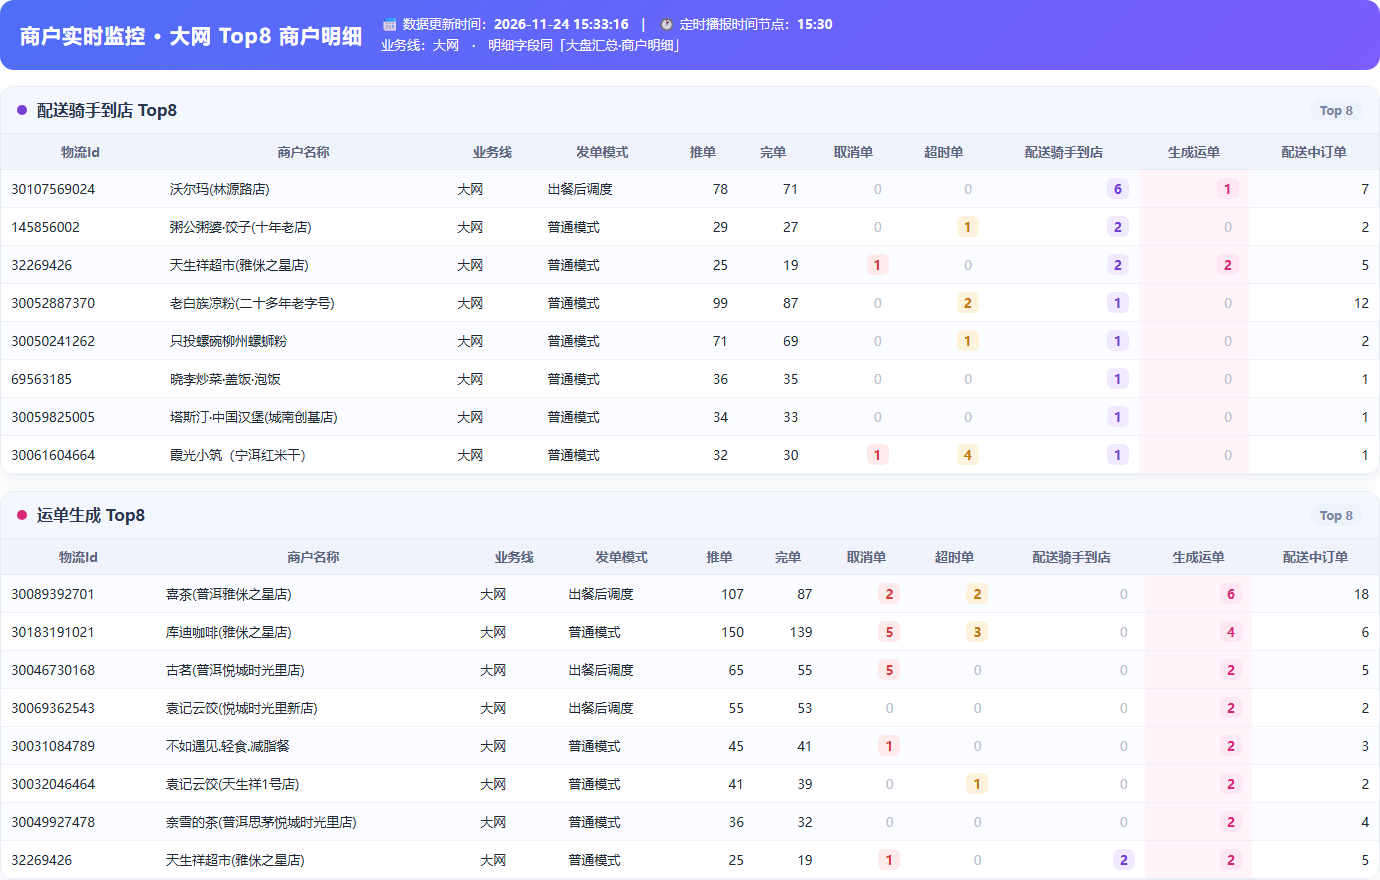 商户实时监控 • 大网 Top8 商户明细
数据更新时间：2026-11-24 15:33:16 | 定时播报时间节点：15:30
业务线：大网 · 明细字段同「大盘汇总·商户明细」
配送骑手到店 Top8 Top 8
物流Id 商户名称 业务线 发单模式 推单 完单 取消单 超时单 配送骑手到店 生成运单 配送中订单
30107569024 沃尔玛(林源路店) 大网 出餐后调度 78 71 0 0 6 1 7
145856002 粥公粥婆·饺子(十年老店) 大网 普通模式 29 27 0 1 2 0 2
32269426 天生祥超市(雅佧之星店) 大网 普通模式 25 19 1 0 2 2 5
30052887370 老白族凉粉(二十多年老字号) 大网 普通模式 99 87 0 2 1 0 12
30050241262 只投螺碗柳州螺蛳粉 大网 普通模式 71 69 0 1 1 0 2
69563185 晓李炒菜·盖饭·泡饭 大网 普通模式 36 35 0 0 1 0 1
30059825005 塔斯汀·中国汉堡(城南创基店) 大网 普通模式 34 33 0 0 1 0 1
30061604664 霞光小筑（宁洱红米干） 大网 普通模式 32 30 1 4 1 0 1
运单生成 Top8 Top 8
物流Id 商户名称 业务线 发单模式 推单 完单 取消单 超时单 配送骑手到店 生成运单 配送中订单
30089392701 喜茶(普洱雅佧之星店) 大网 出餐后调度 107 87 2 2 0 6 18
30183191021 库迪咖啡(雅佧之星店) 大网 普通模式 150 139 5 3 0 4 6
30046730168 古茗(普洱悦城时光里店) 大网 出餐后调度 65 55 5 0 0 2 5
30069362543 袁记云饺(悦城时光里新店) 大网 出餐后调度 55 53 0 0 0 2 2
30031084789 不如遇见.轻食.减脂餐 大网 普通模式 45 41 1 0 0 2 3
30032046464 袁记云饺(天生祥1号店) 大网 普通模式 41 39 0 1 0 2 2
30049927478 奈雪的茶(普洱思茅悦城时光里店) 大网 普通模式 36 32 0 0 0 2 4
32269426 天生祥超市(雅佧之星店) 大网 普通模式 25 19 1 0 2 2 5